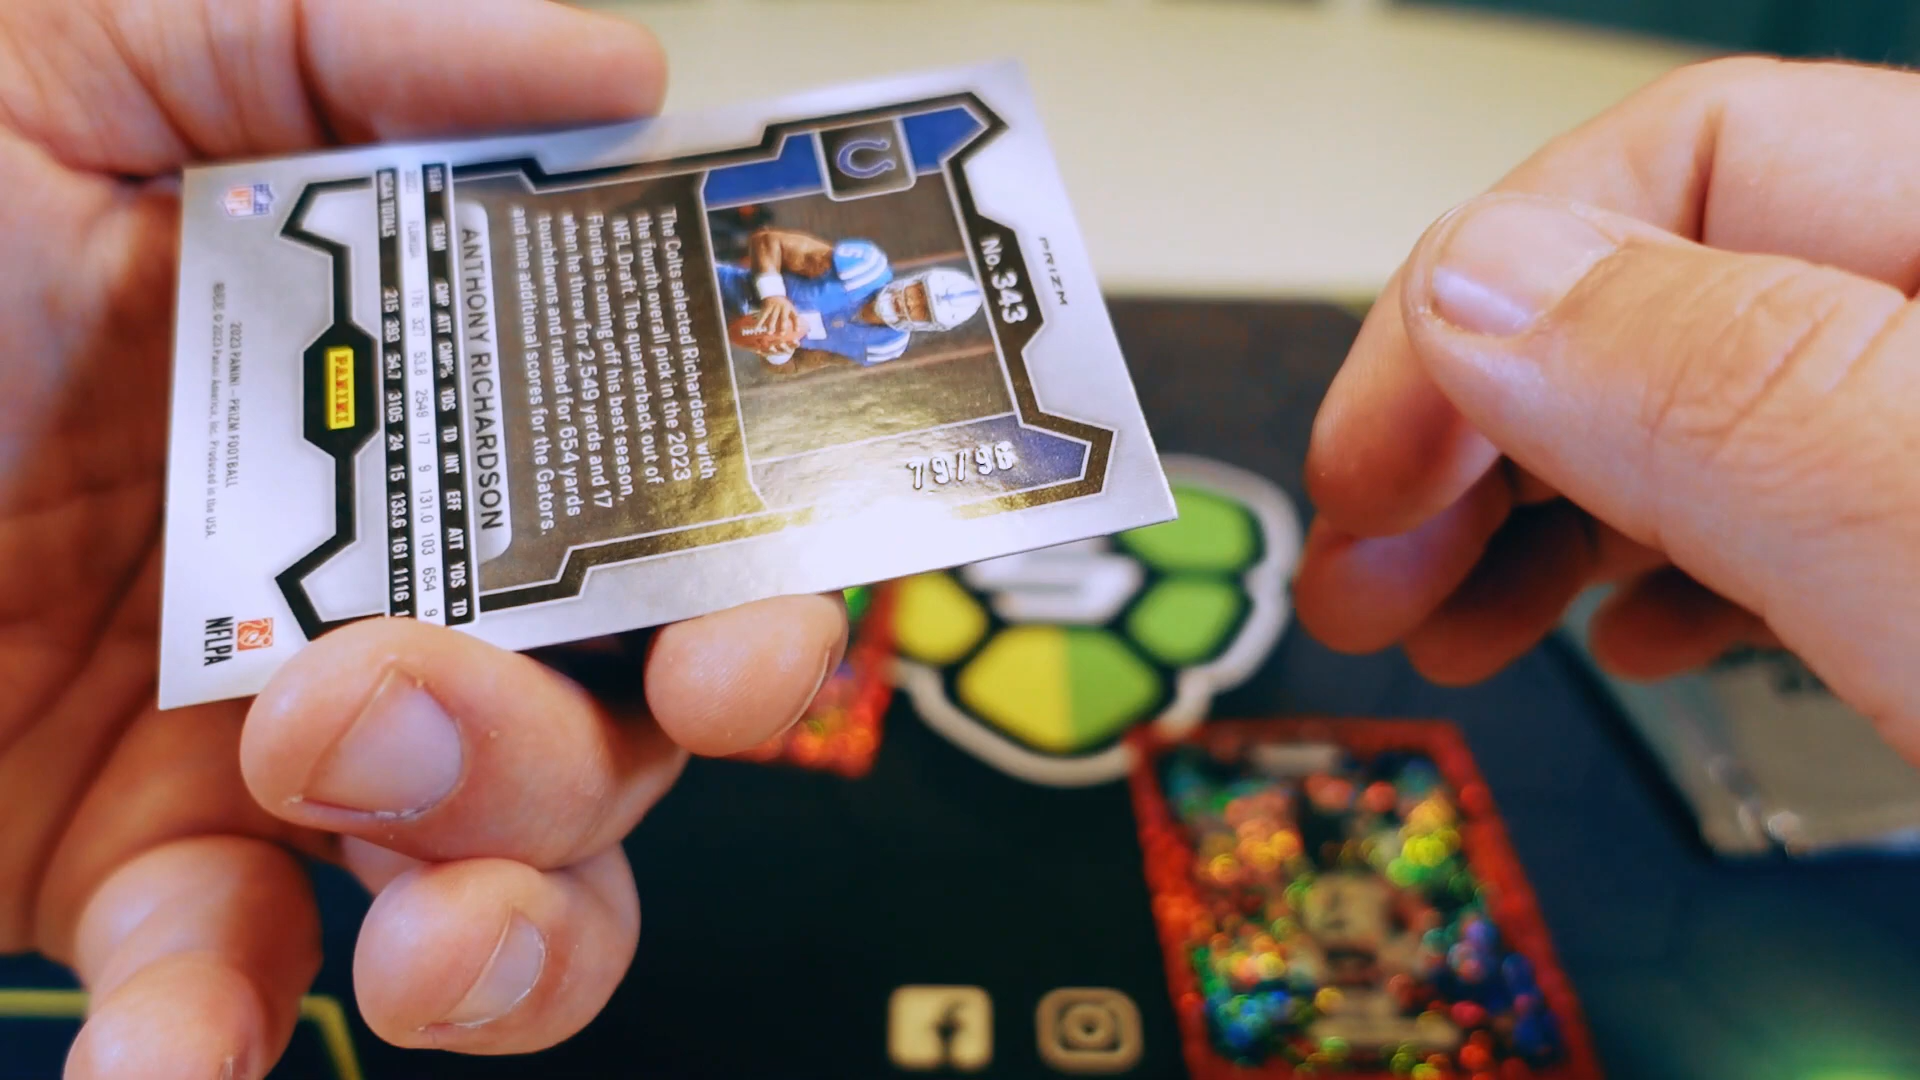 PRIZM
No.343
79/98
The Colts selected Richardson with
the fourth overall pick in the 2023
NFL Draft. The quarterback out of
Florida is coming off his best season,
when he threw for 2,549 yards and 17
touchdowns and rushed for 654 yards
and nine additional scores for the Gators.
ANTHONY RICHARDSON
YEAR TEAM CMP ATT CMP% YDS TD INT EFF ATT YDS TD
2022 FLORIDA 176 327 53.8 2549 17 9 131.0 103 654 9
NCAA TOTALS 215 393 54.7 3105 24 15 133.6 161 1116 1
PANINI
2023 PANINI - PRIZM FOOTBALL
© 2023 Panini America, Inc. Produced in the USA.
NFL
NFLPA